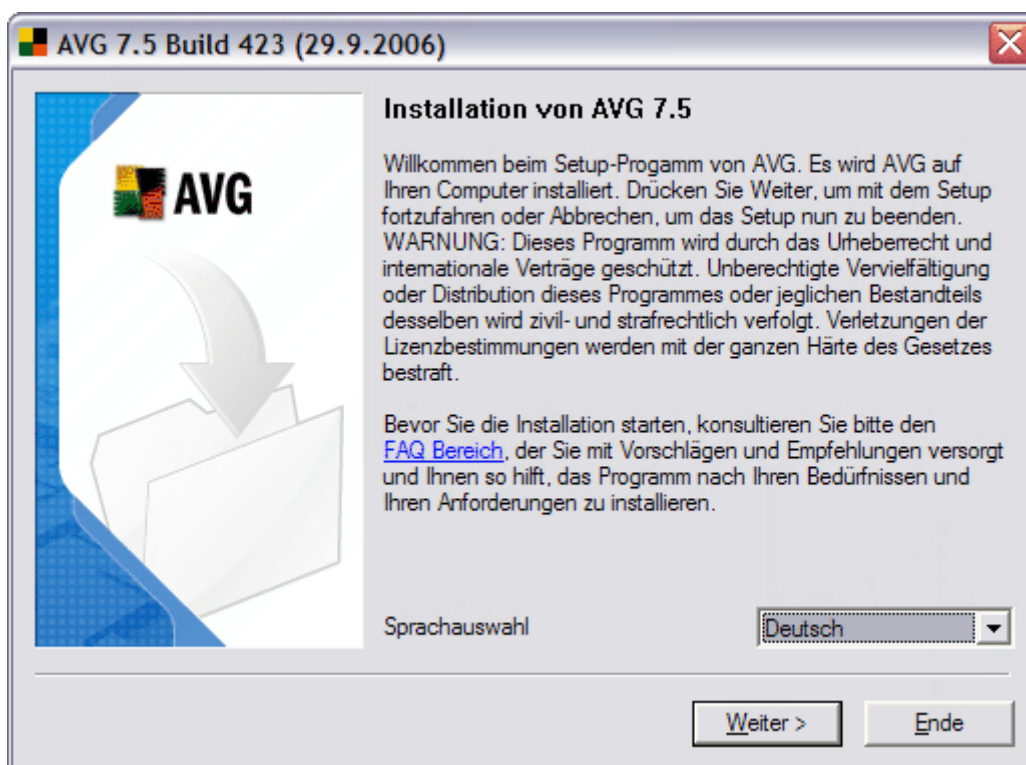 AVG 7.5 Build 423 (29.9.2006)
AVG
Installation von AVG 7.5
Willkommen beim Setup-Progamm von AVG. Es wird AVG auf
Ihren Computer installiert. Drücken Sie Weiter, um mit dem Setup
fortzufahren oder Abbrechen, um das Setup nun zu beenden.
WARNUNG: Dieses Programm wird durch das Urheberrecht und
internationale Verträge geschützt. Unberechtigte Vervielfältigung
oder Distribution dieses Programmes oder jeglichen Bestandteils
desselben wird zivil- und strafrechtlich verfolgt. Verletzungen der
Lizenzbestimmungen werden mit der ganzen Härte des Gesetzes
bestraft.
Bevor Sie die Installation starten, konsultieren Sie bitte den
FAQ Bereich, der Sie mit Vorschlägen und Empfehlungen versorgt
und Ihnen so hilft, das Programm nach Ihren Bedürfnissen und
Ihren Anforderungen zu installieren.
Sprachauswahl
Deutsch
Weiter >
Ende